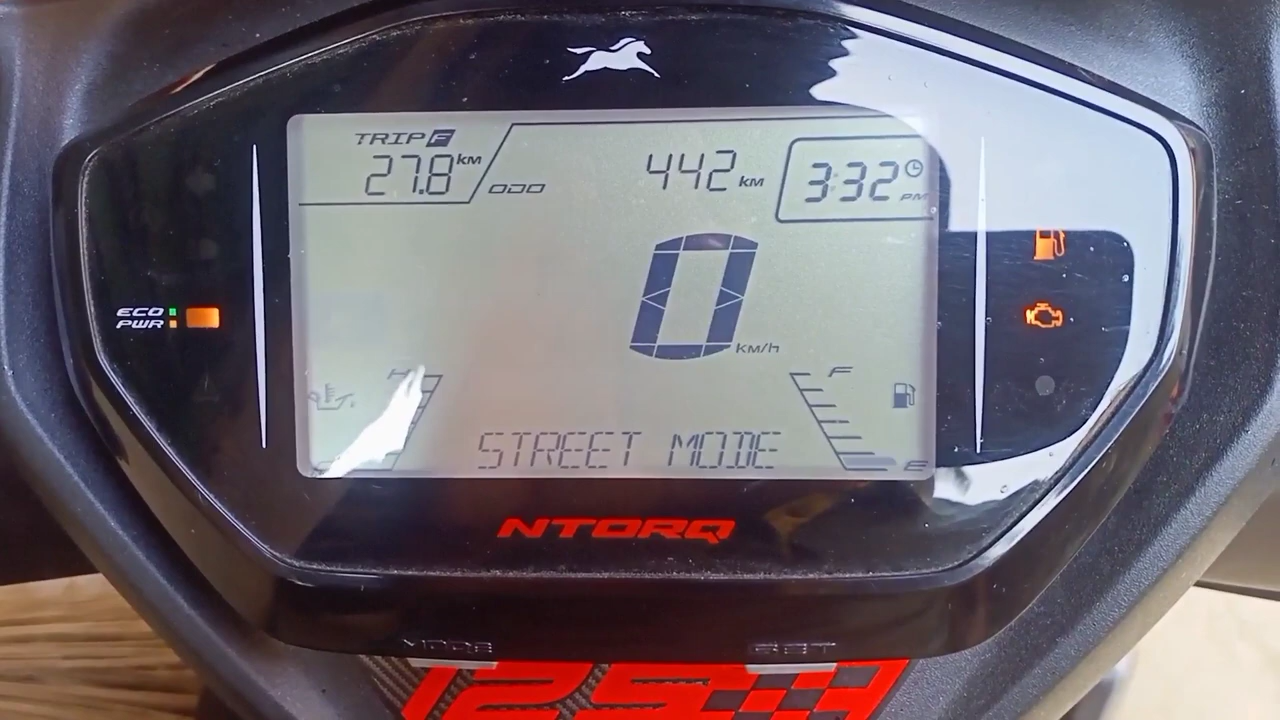 TRIP F
27.8 km
ODO 442 km
3:32 PM
ECO
PWR
0 km/h
H
F
E
STREET MODE
NTORQ
MODE
SET
125